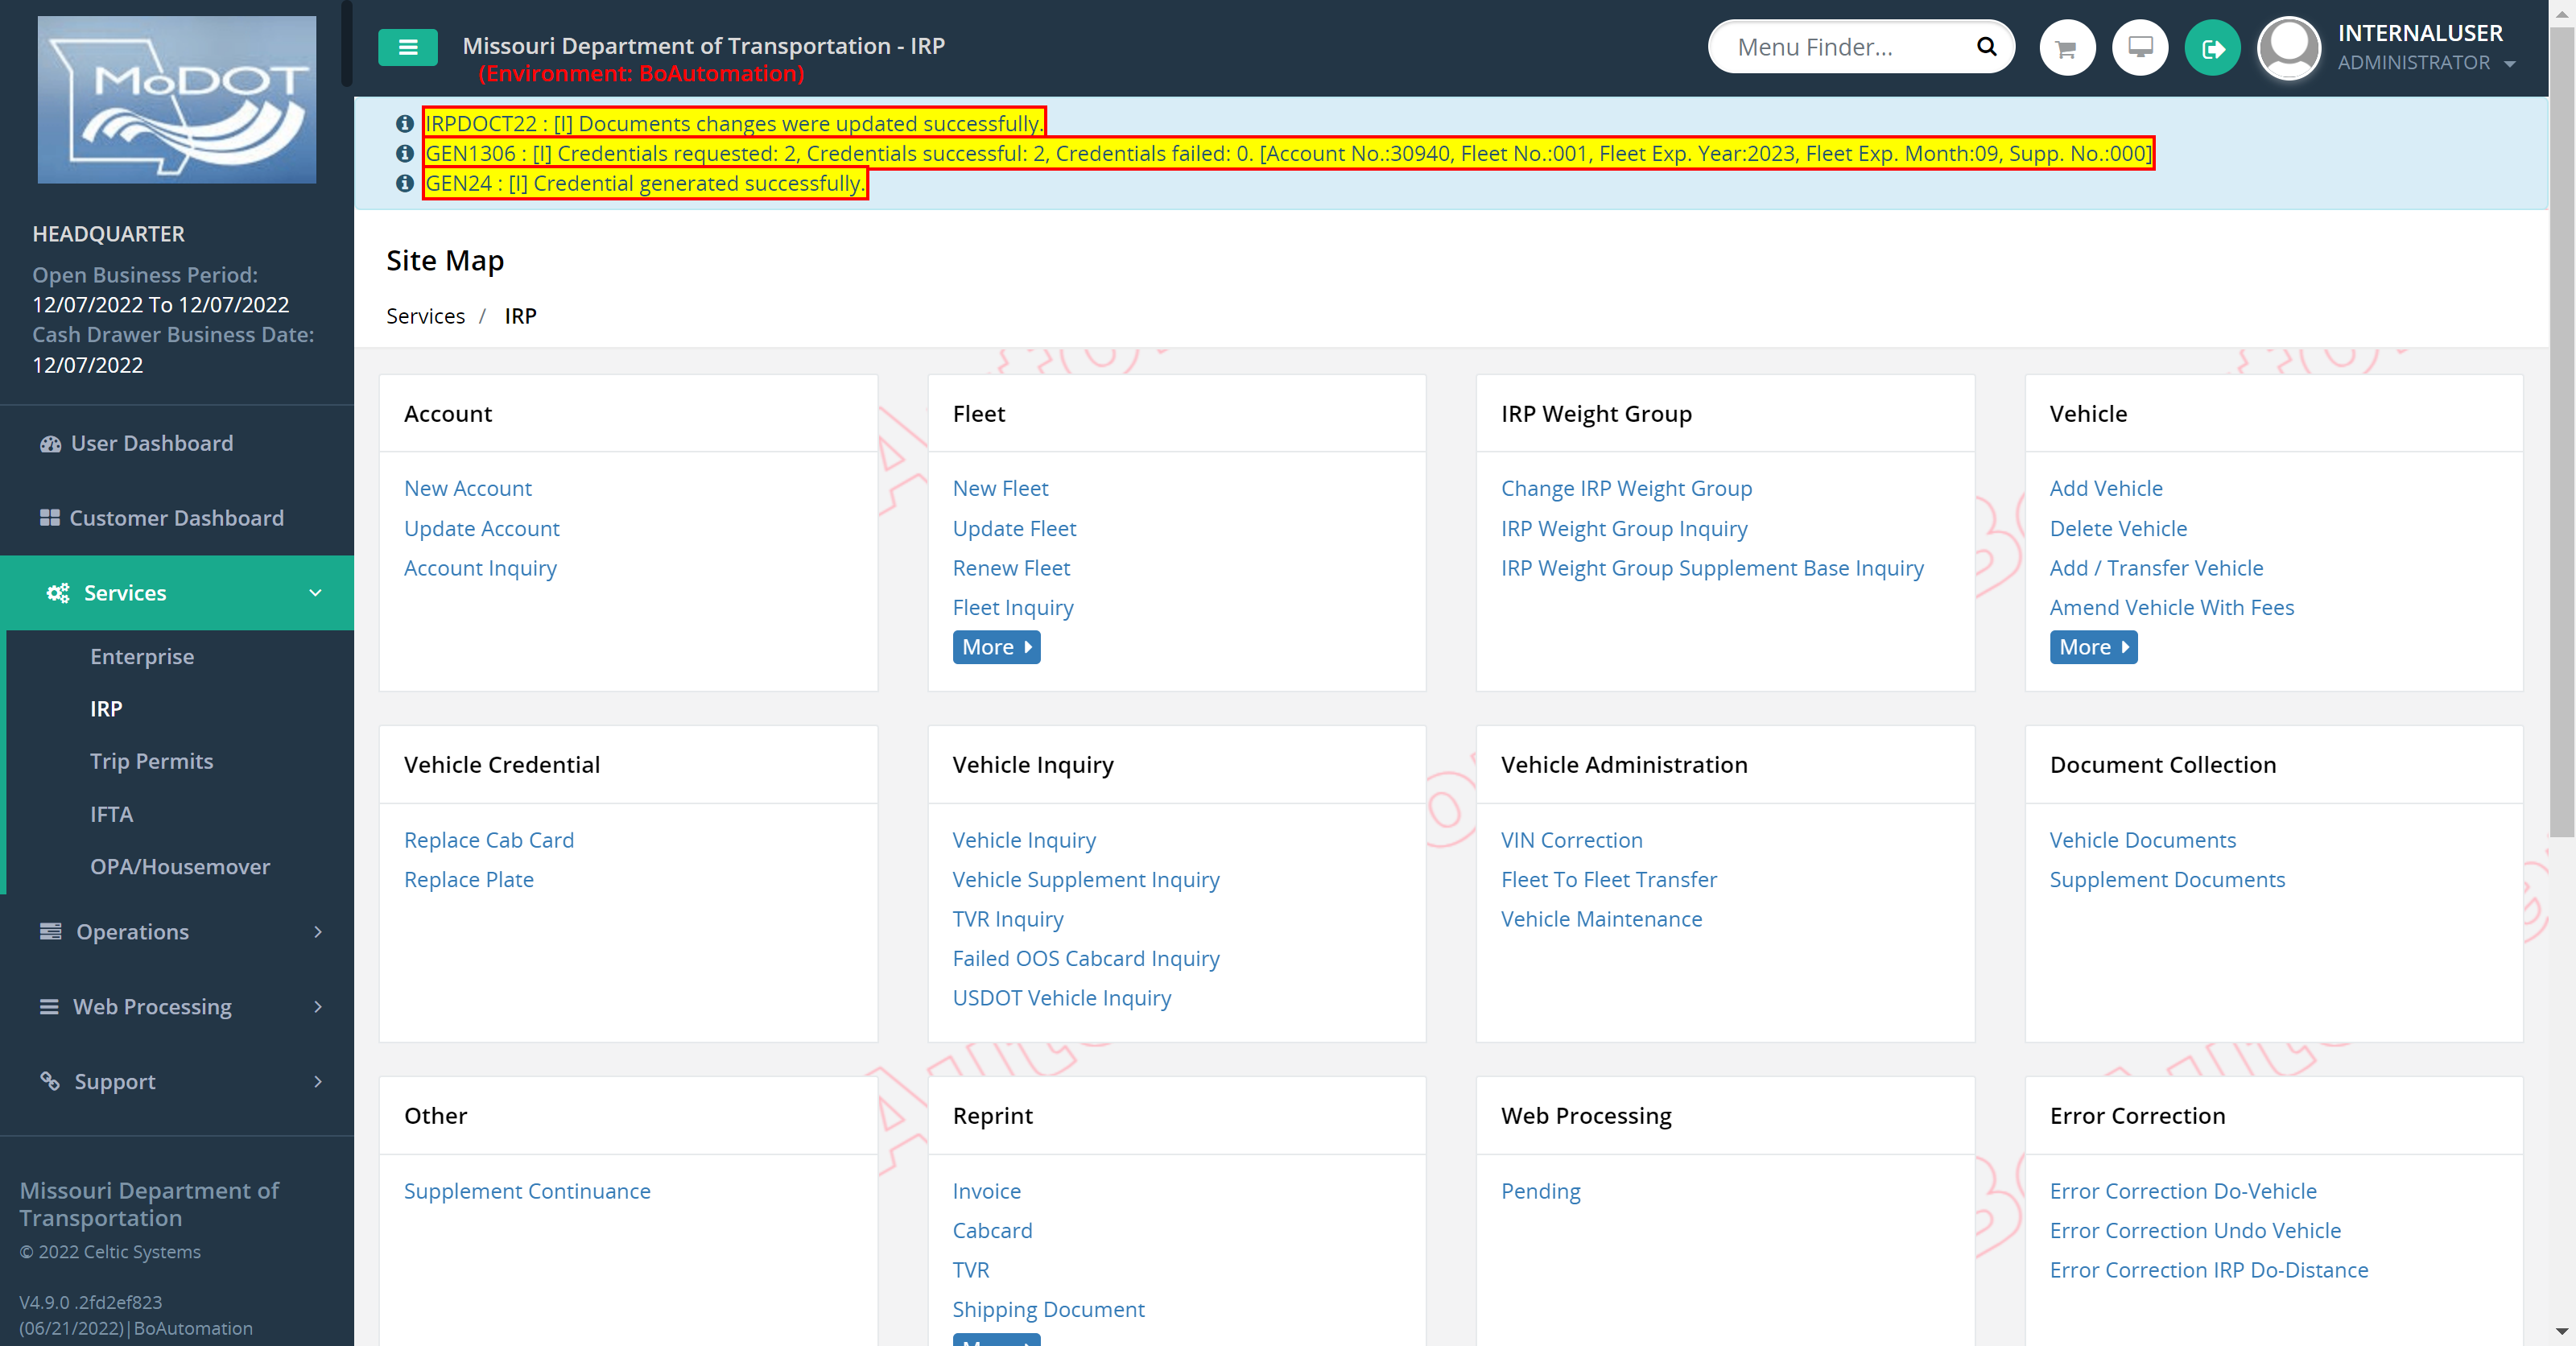 MoDOT
Missouri Department of Transportation - IRP
(Environment: BoAutomation)
Menu Finder...
INTERNALUSER
ADMINISTRATOR
IRPDOCT22 : [I] Documents changes were updated successfully.
GEN1306 : [I] Credentials requested: 2, Credentials successful: 2, Credentials failed: 0. [Account No.:30940, Fleet No.:001, Fleet Exp. Year:2023, Fleet Exp. Month:09, Supp. No.:000]
GEN24 : [I] Credential generated successfully.
HEADQUARTER
Open Business Period:
12/07/2022 To 12/07/2022
Cash Drawer Business Date:
12/07/2022
User Dashboard
Customer Dashboard
Services
Enterprise
IRP
Trip Permits
IFTA
OPA/Housemover
Operations
Web Processing
Support
Missouri Department of
Transportation
© 2022 Celtic Systems
V4.9.0 .2fd2ef823
(06/21/2022)|BoAutomation
Site Map
Services / IRP
Account
New Account
Update Account
Account Inquiry
Fleet
New Fleet
Update Fleet
Renew Fleet
Fleet Inquiry
More
IRP Weight Group
Change IRP Weight Group
IRP Weight Group Inquiry
IRP Weight Group Supplement Base Inquiry
Vehicle
Add Vehicle
Delete Vehicle
Add / Transfer Vehicle
Amend Vehicle With Fees
More
Vehicle Credential
Replace Cab Card
Replace Plate
Vehicle Inquiry
Vehicle Inquiry
Vehicle Supplement Inquiry
TVR Inquiry
Failed OOS Cabcard Inquiry
USDOT Vehicle Inquiry
Vehicle Administration
VIN Correction
Fleet To Fleet Transfer
Vehicle Maintenance
Document Collection
Vehicle Documents
Supplement Documents
Other
Supplement Continuance
Reprint
Invoice
Cabcard
TVR
Shipping Document
Web Processing
Pending
Error Correction
Error Correction Do-Vehicle
Error Correction Undo Vehicle
Error Correction IRP Do-Distance